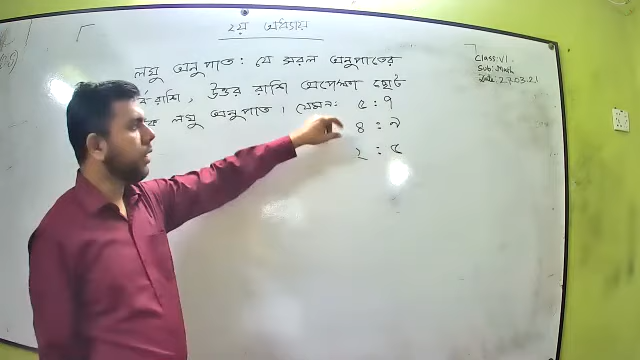 ২য় অধ্যায়
Class: VI
Sub: Math
Date: 27.03.21
লঘু অনুপাত: যে সরল অনুপাতের
রাশি, উত্তর রাশি অপেক্ষা ছোট
লঘু অনুপাত। যেমন: ৫ : ৭
৪ : ৯
২ : ৫